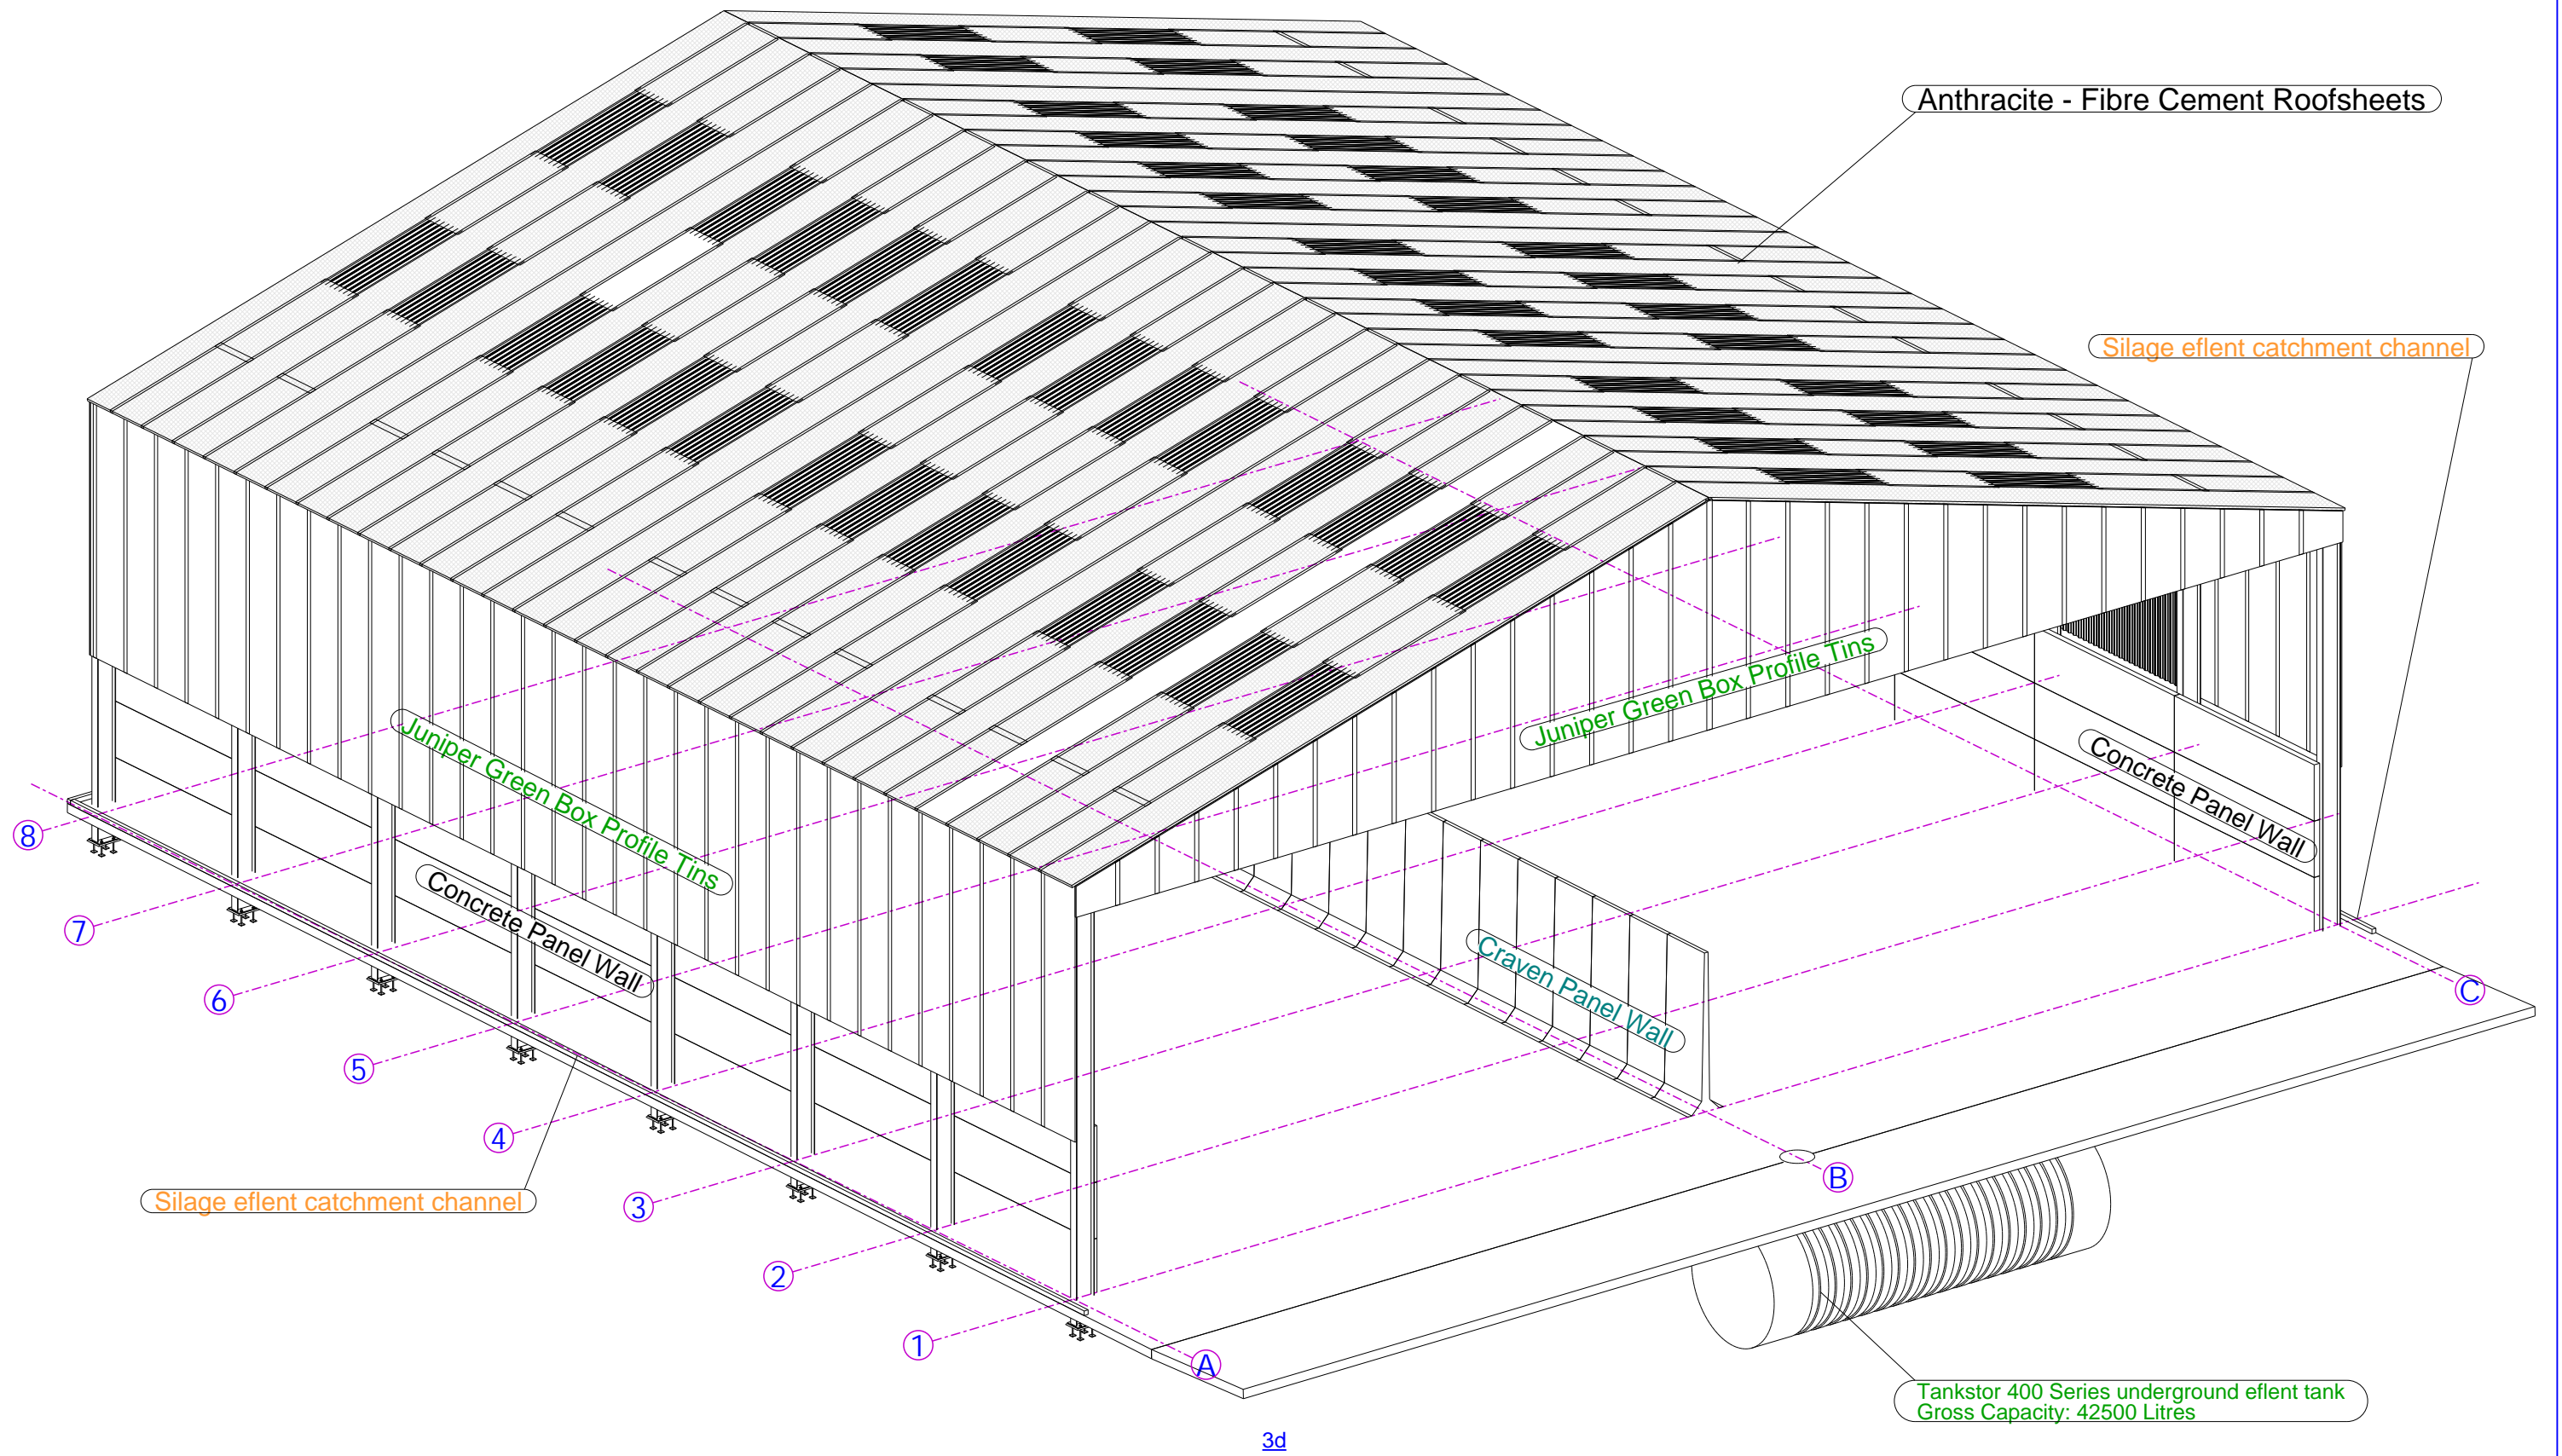 Anthracite - Fibre Cement Roofsheets
Silage eflent catchment channel
Juniper Green Box Profile Tins
Juniper Green Box Profile Tins
Concrete Panel Wall
Concrete Panel Wall
Craven Panel Wall
8
7
6
5
4
3
2
1
A
B
C
Silage eflent catchment channel
Tankstor 400 Series underground eflent tank
Gross Capacity: 42500 Litres
3d